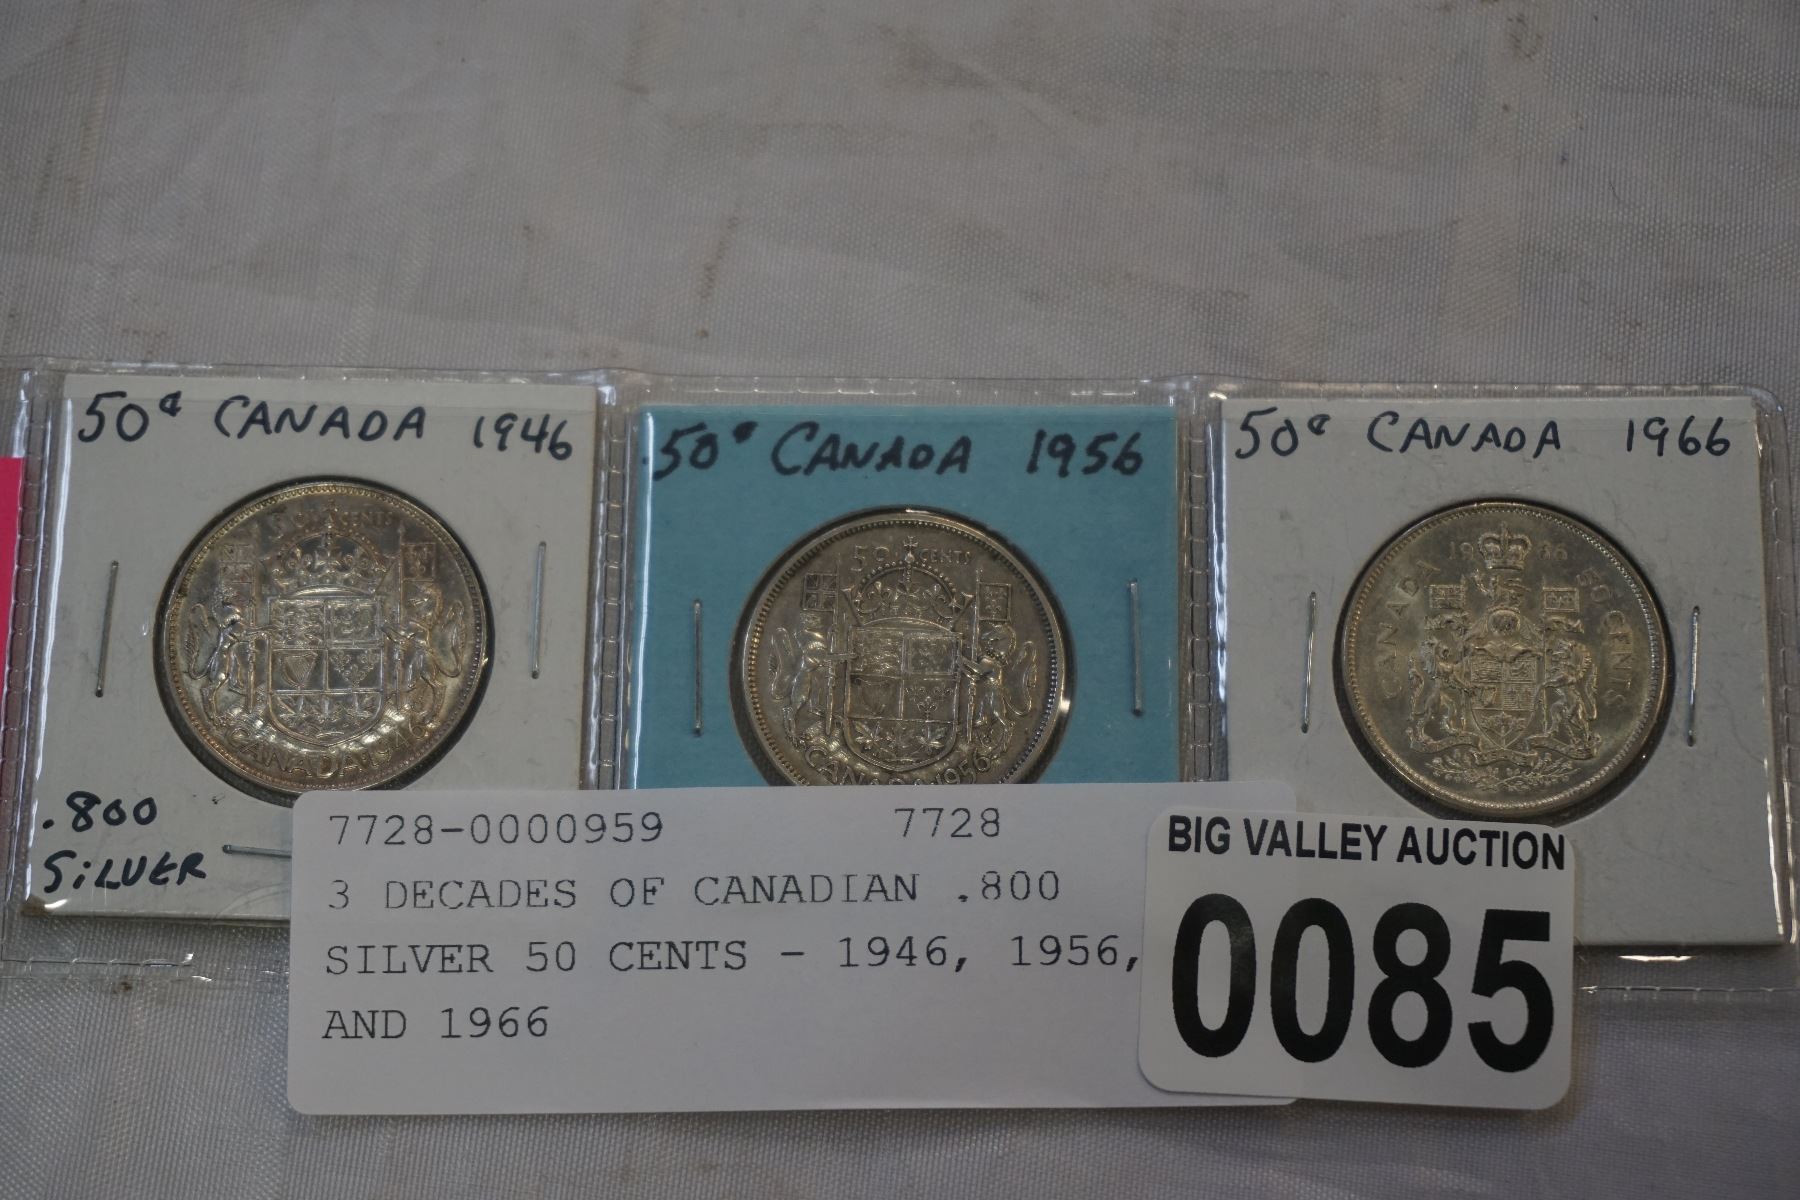 50¢ CANADA 1946
50¢ CANADA 1956
50¢ CANADA 1966
50 CENTS
CANADA 1946
50 CENTS
CANADA 1956
1966
CANADA
50 CENTS
.800
SiLVER
7728-0000959 7728
3 DECADES OF CANADIAN .800
SILVER 50 CENTS - 1946, 1956,
AND 1966
BIG VALLEY AUCTION
0085